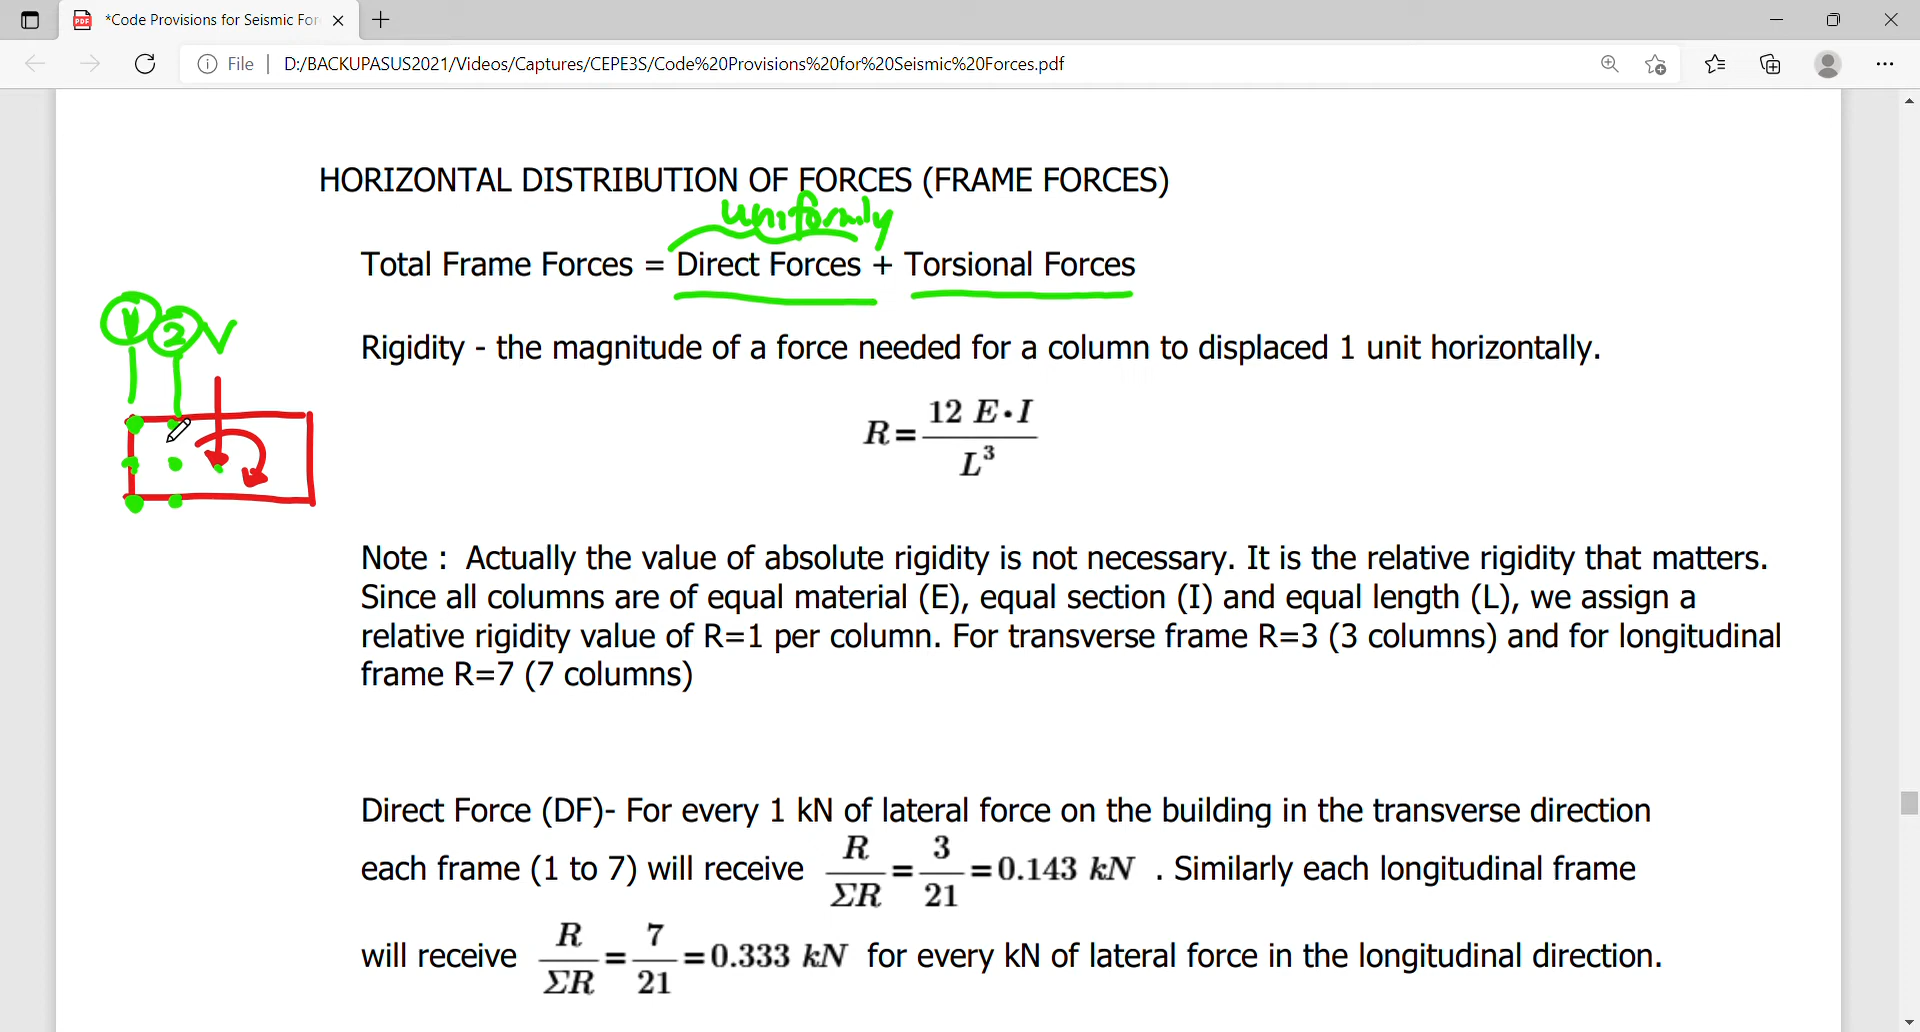 *Code Provisions for Seismic For
File | D:/BACKUPASUS2021/Videos/Captures/CEPE3S/Code%20Provisions%20for%20Seismic%20Forces.pdf
HORIZONTAL DISTRIBUTION OF FORCES (FRAME FORCES)
uniformly
Total Frame Forces = Direct Forces + Torsional Forces
1 2 V
Rigidity - the magnitude of a force needed for a column to displaced 1 unit horizontally.
R = 12 E·I / L³
Note : Actually the value of absolute rigidity is not necessary. It is the relative rigidity that matters.
Since all columns are of equal material (E), equal section (I) and equal length (L), we assign a
relative rigidity value of R=1 per column. For transverse frame R=3 (3 columns) and for longitudinal
frame R=7 (7 columns)
Direct Force (DF)- For every 1 kN of lateral force on the building in the transverse direction
each frame (1 to 7) will receive R/ΣR = 3/21 = 0.143 kN . Similarly each longitudinal frame
will receive R/ΣR = 7/21 = 0.333 kN for every kN of lateral force in the longitudinal direction.